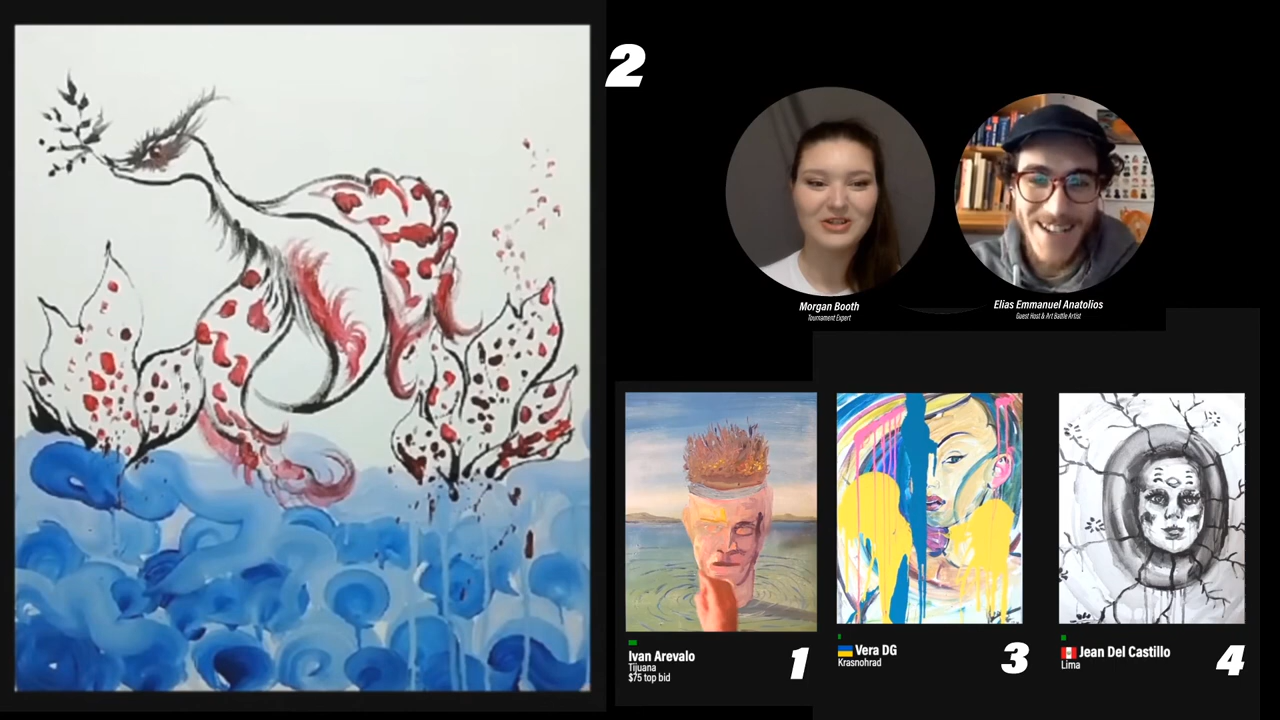 2
Morgan Booth
Tournament Expert
Elias Emmanuel Anatolios
Guest Host & Art Battle Artist
Ivan Arevalo
Tijuana
$75 top bid
1
Vera DG
Krasnohrad
3
Jean Del Castillo
Lima
4